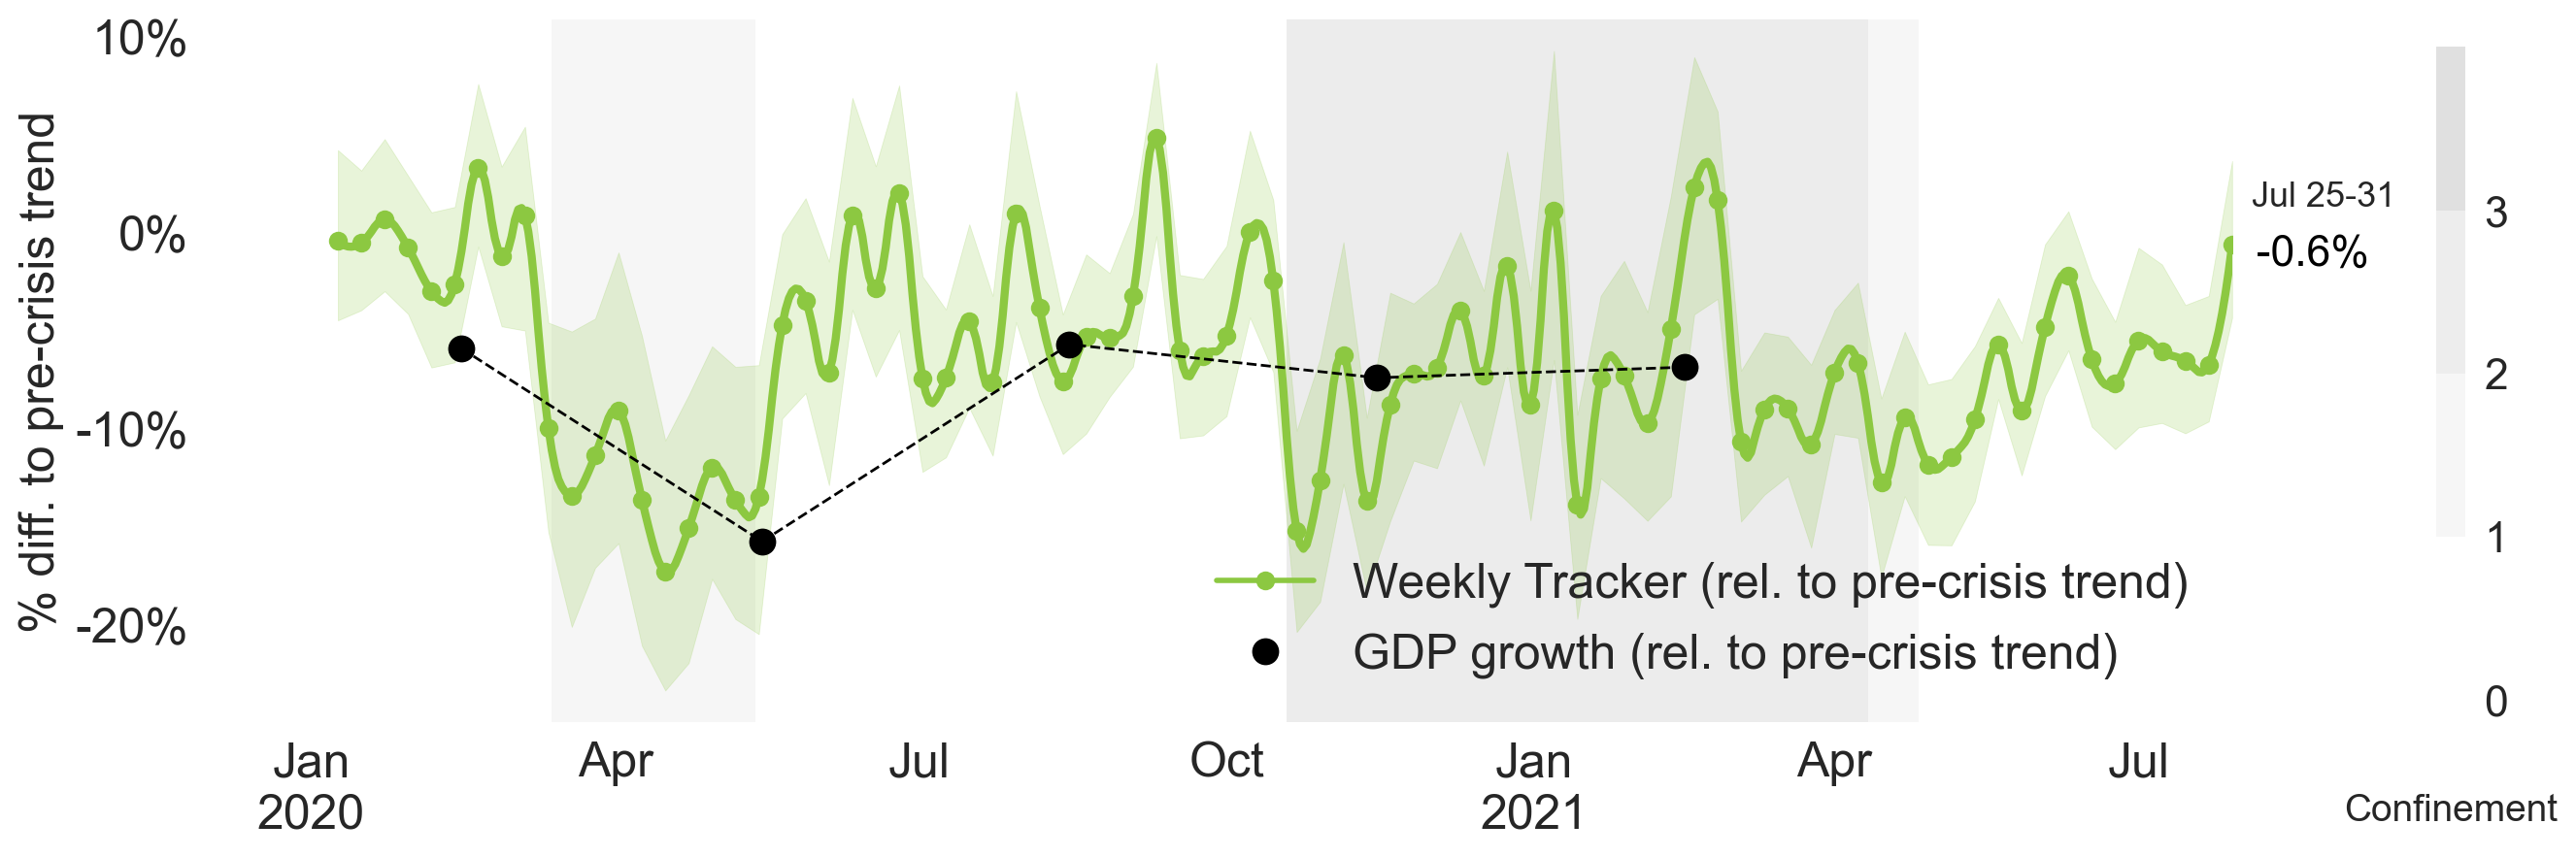 % diff. to pre-crisis trend
10%
0%
-10%
-20%
Jan
2020
Apr
Jul
Oct
Jan
2021
Apr
Jul
Weekly Tracker (rel. to pre-crisis trend)
GDP growth (rel. to pre-crisis trend)
Jul 25-31
-0.6%
3
2
1
0
Confinement